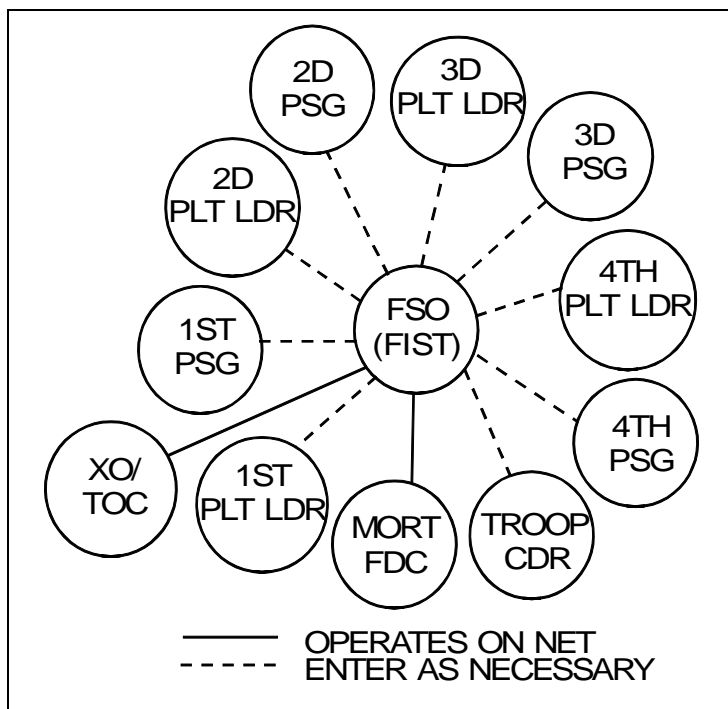 2D
PSG
3D
PLT LDR
3D
PSG
2D
PLT LDR
4TH
PLT LDR
FSO
(FIST)
1ST
PSG
4TH
PSG
XO/
TOC
1ST
PLT LDR
MORT
FDC
TROOP
CDR
OPERATES ON NET
ENTER AS NECESSARY